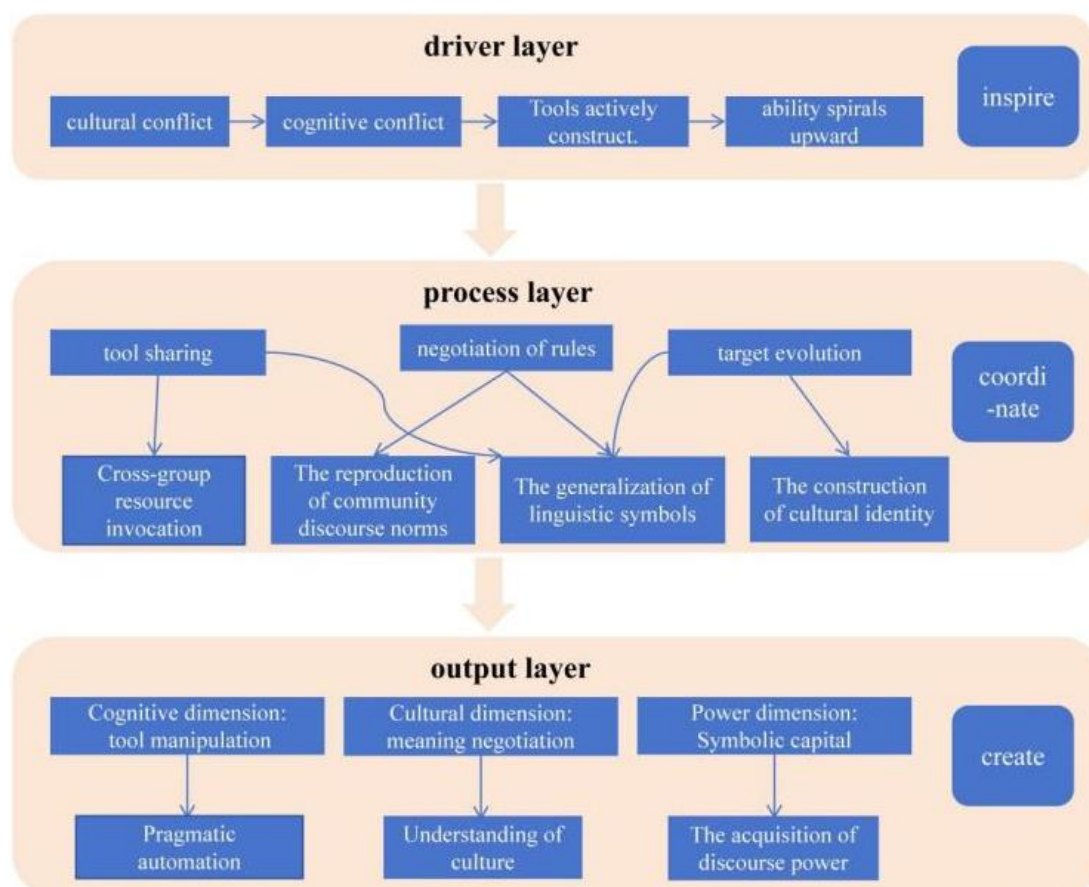 driver layer
cultural conflict
cognitive conflict
Tools actively
construct.
ability spirals
upward
inspire
process layer
tool sharing
negotiation of rules
target evolution
coordi
-nate
Cross-group
resource
invocation
The reproduction
of community
discourse norms
The generalization of
linguistic symbols
The construction
of cultural identity
output layer
Cognitive dimension:
tool manipulation
Cultural dimension:
meaning negotiation
Power dimension:
Symbolic capital
create
Pragmatic
automation
Understanding of
culture
The acquisition of
discourse power